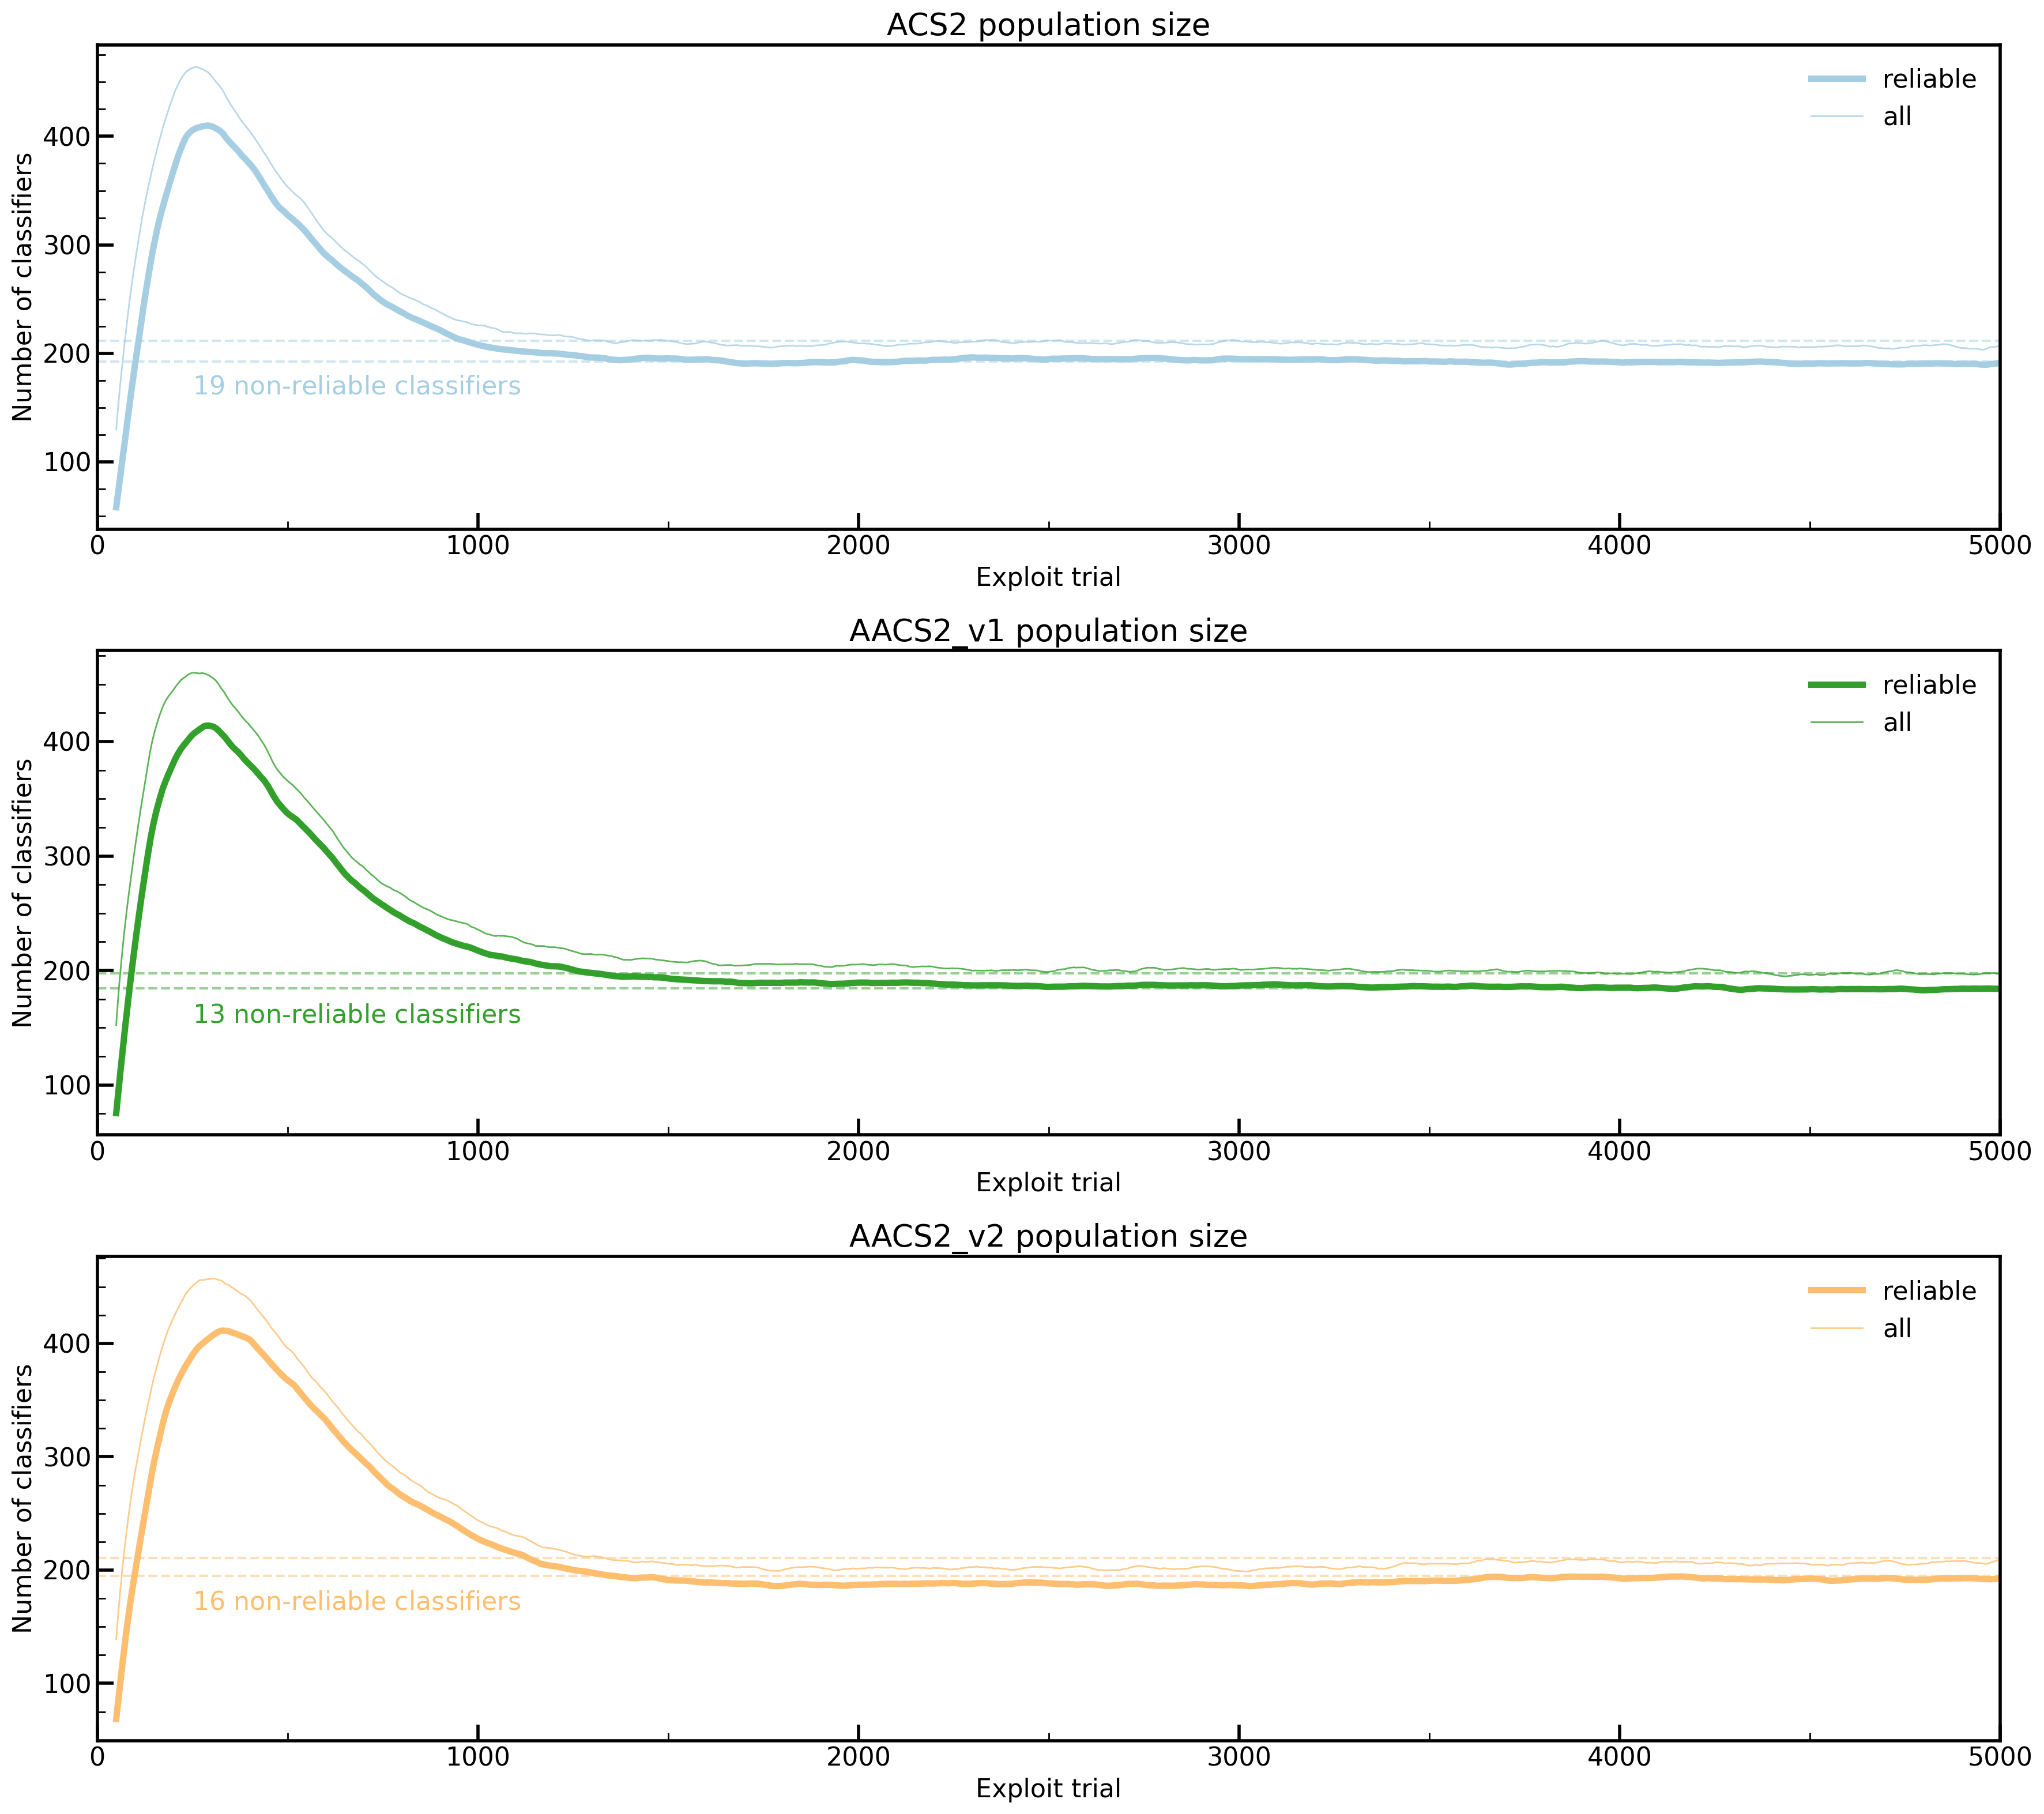 ACS2 population size
Number of classifiers
400
300
200
100
reliable
all
19 non-reliable classifiers
0 1000 2000 3000 4000 5000
Exploit trial
AACS2_v1 population size
Number of classifiers
400
300
200
100
reliable
all
13 non-reliable classifiers
0 1000 2000 3000 4000 5000
Exploit trial
AACS2_v2 population size
Number of classifiers
400
300
200
100
reliable
all
16 non-reliable classifiers
0 1000 2000 3000 4000 5000
Exploit trial